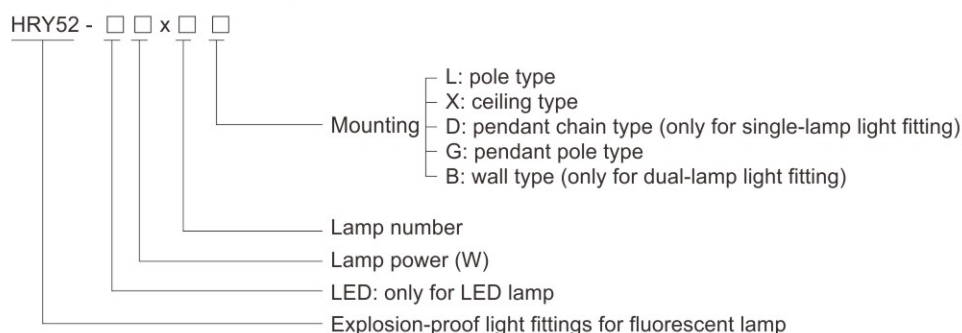 HRY52 - □ □ x □ □
L: pole type
X: ceiling type
Mounting D: pendant chain type (only for single-lamp light fitting)
G: pendant pole type
B: wall type (only for dual-lamp light fitting)
Lamp number
Lamp power (W)
LED: only for LED lamp
Explosion-proof light fittings for fluorescent lamp